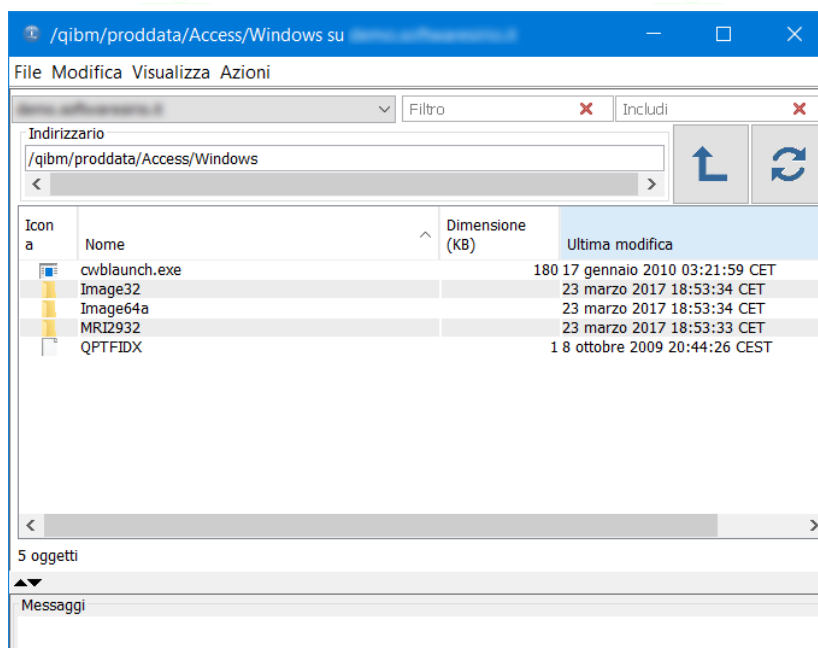 /qibm/proddata/Access/Windows su
File Modifica Visualizza Azioni
Filtro
Includi
Indirizzario
/qibm/proddata/Access/Windows
Icon
a Nome Dimensione
(KB) Ultima modifica
cwblaunch.exe 180 17 gennaio 2010 03:21:59 CET
Image32 23 marzo 2017 18:53:34 CET
Image64a 23 marzo 2017 18:53:34 CET
MRI2932 23 marzo 2017 18:53:33 CET
QPTFIDX 1 8 ottobre 2009 20:44:26 CEST
5 oggetti
Messaggi